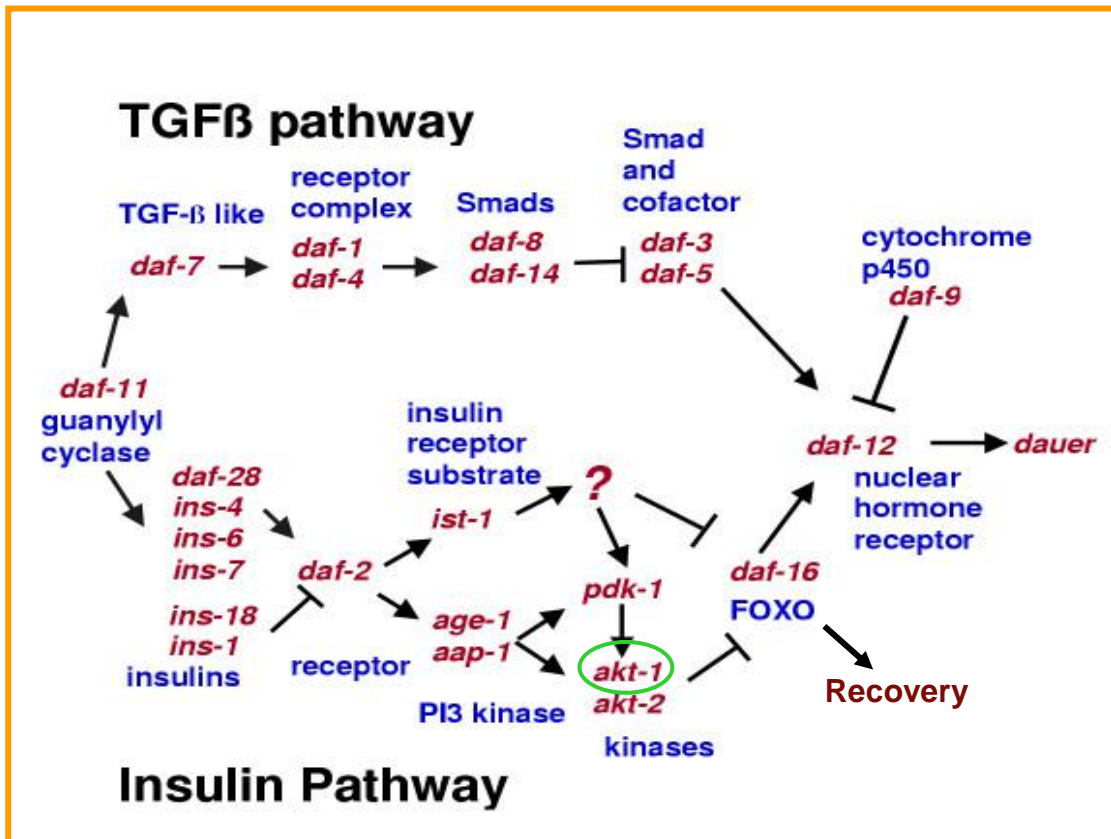 TGFß pathway
TGF-ß like
daf-7
receptor
complex
daf-1
daf-4
Smads
daf-8
daf-14
Smad
and
cofactor
daf-3
daf-5
cytochrome
p450
daf-9
daf-11
guanylyl
cyclase
daf-28
ins-4
ins-6
ins-7
ins-18
ins-1
insulins
daf-2
receptor
insulin
receptor
substrate
ist-1
?
age-1
aap-1
PI3 kinase
pdk-1
akt-1
akt-2
kinases
daf-16
FOXO
daf-12
nuclear
hormone
receptor
dauer
Recovery
Insulin Pathway